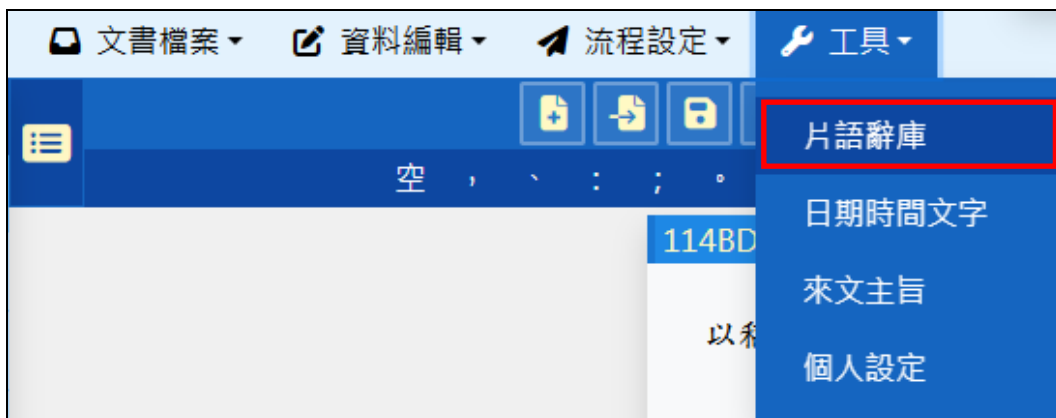 文書檔案 資料編輯 流程設定 工具
片語辭庫
空 ， 、 ： ； 。
日期時間文字
114BD
來文主旨
以稿
個人設定